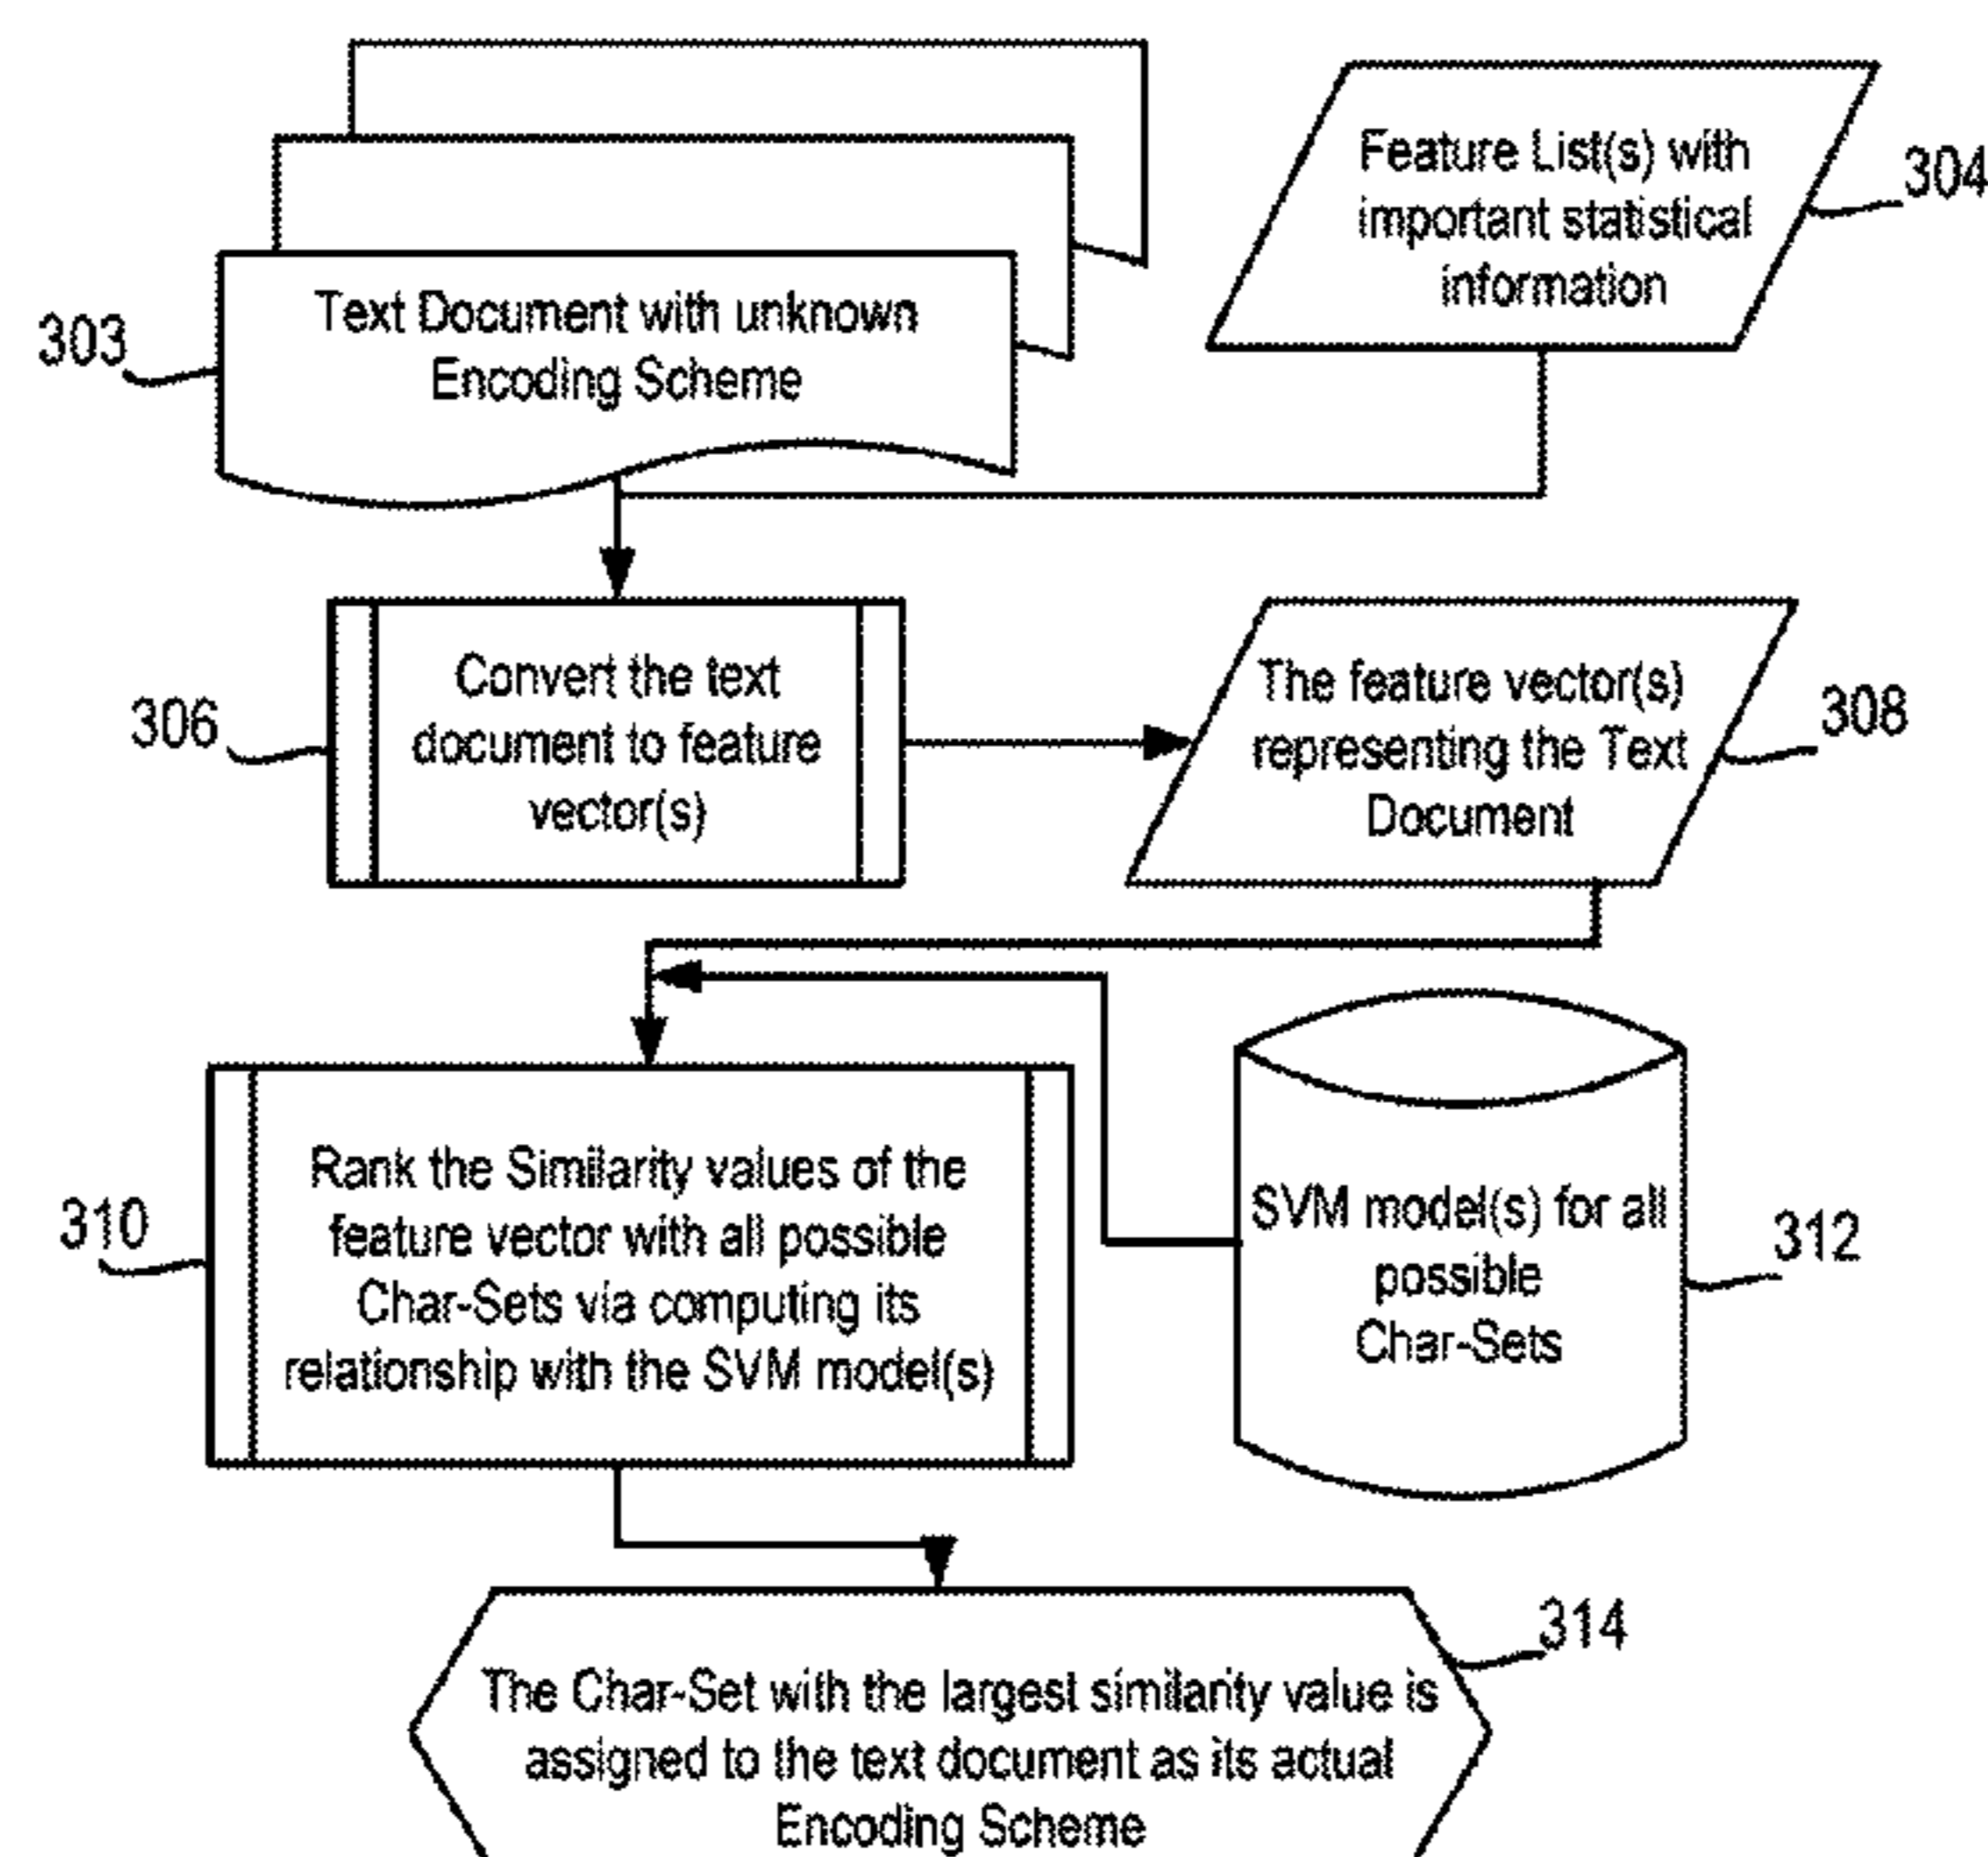 Feature List(s) with
important statistical
information
304
Text Document with unknown
Encoding Scheme
303
Convert the text
document to feature
vector(s)
306
The feature vector(s)
representing the Text
Document
308
Rank the Similarity values of the
feature vector with all possible
Char-Sets via computing its
relationship with the SVM model(s)
310
SVM model(s) for all
possible
Char-Sets
312
314
The Char-Set with the largest similarity value is
assigned to the text document as its actual
Encoding Scheme